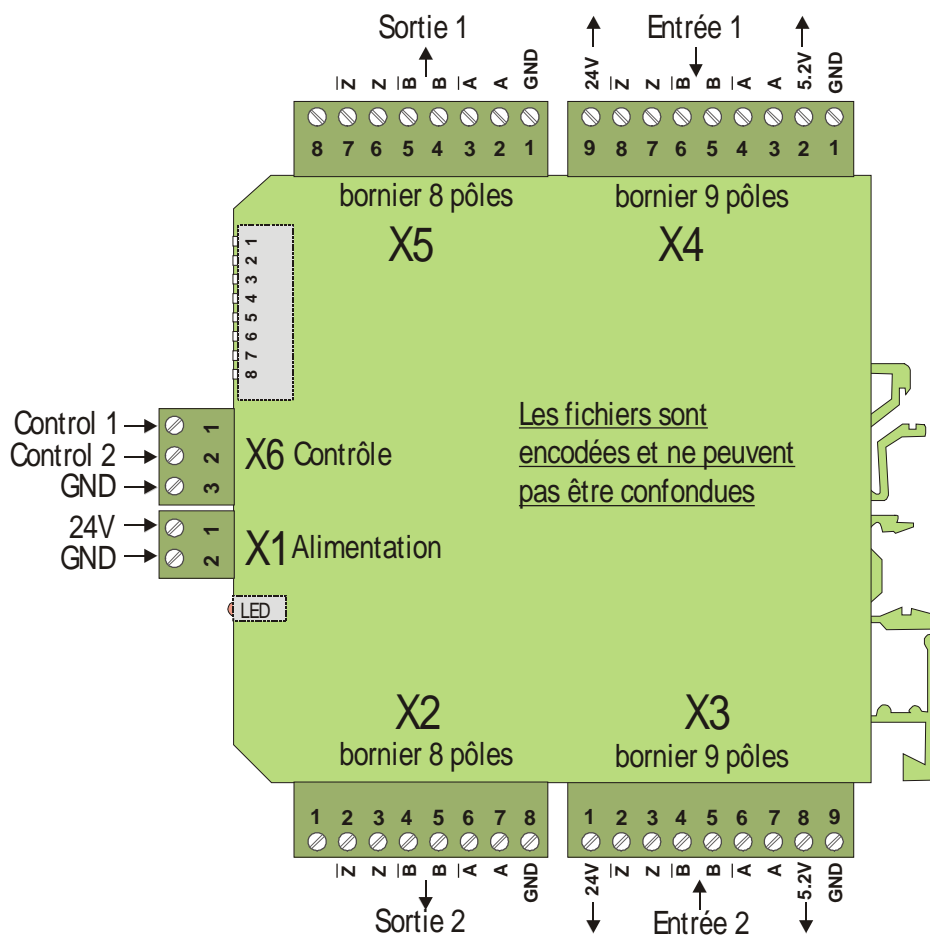 Sortie 1
Entrée 1
Z̅ Z B̅ B A̅ A GND
24V Z̅ Z B̅ B A̅ A 5.2V GND
8 7 6 5 4 3 2 1
9 8 7 6 5 4 3 2 1
bornier 8 pôles
bornier 9 pôles
X5
X4
1
2
3
4
5
6
7
8
Control 1
1
Control 2
2
GND
3
X6 Contrôle
Les fichiers sont
encodées et ne peuvent
pas être confondues
24V
1
GND
2
X1 Alimentation
LED
X2
X3
bornier 8 pôles
bornier 9 pôles
1 2 3 4 5 6 7 8
1 2 3 4 5 6 7 8 9
Z̅ Z B̅ B A̅ A GND
24V Z̅ Z B̅ B A̅ A 5.2V GND
Sortie 2
Entrée 2